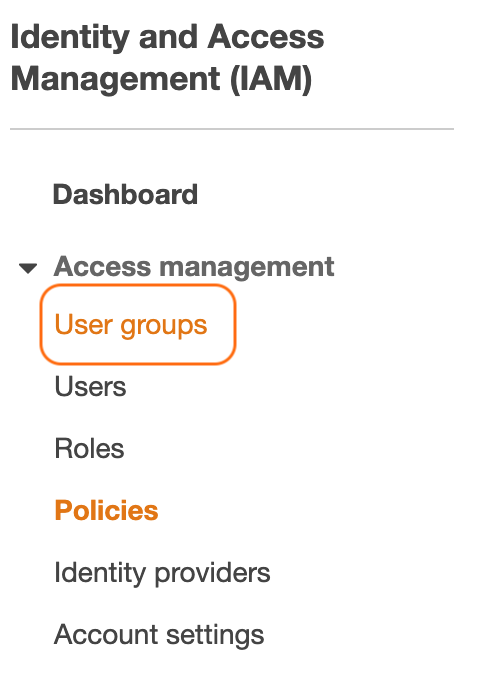 Identity and Access
Management (IAM)
Dashboard
Access management
User groups
Users
Roles
Policies
Identity providers
Account settings